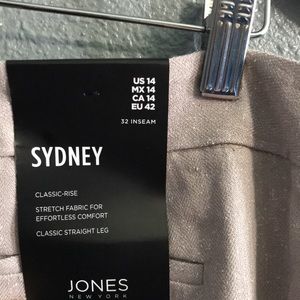 US 14
MX 14
CA 14
EU 42
32 INSEAM
SYDNEY
CLASSIC-RISE
STRETCH FABRIC FOR
EFFORTLESS COMFORT
CLASSIC STRAIGHT LEG
JONES
NEW YORK